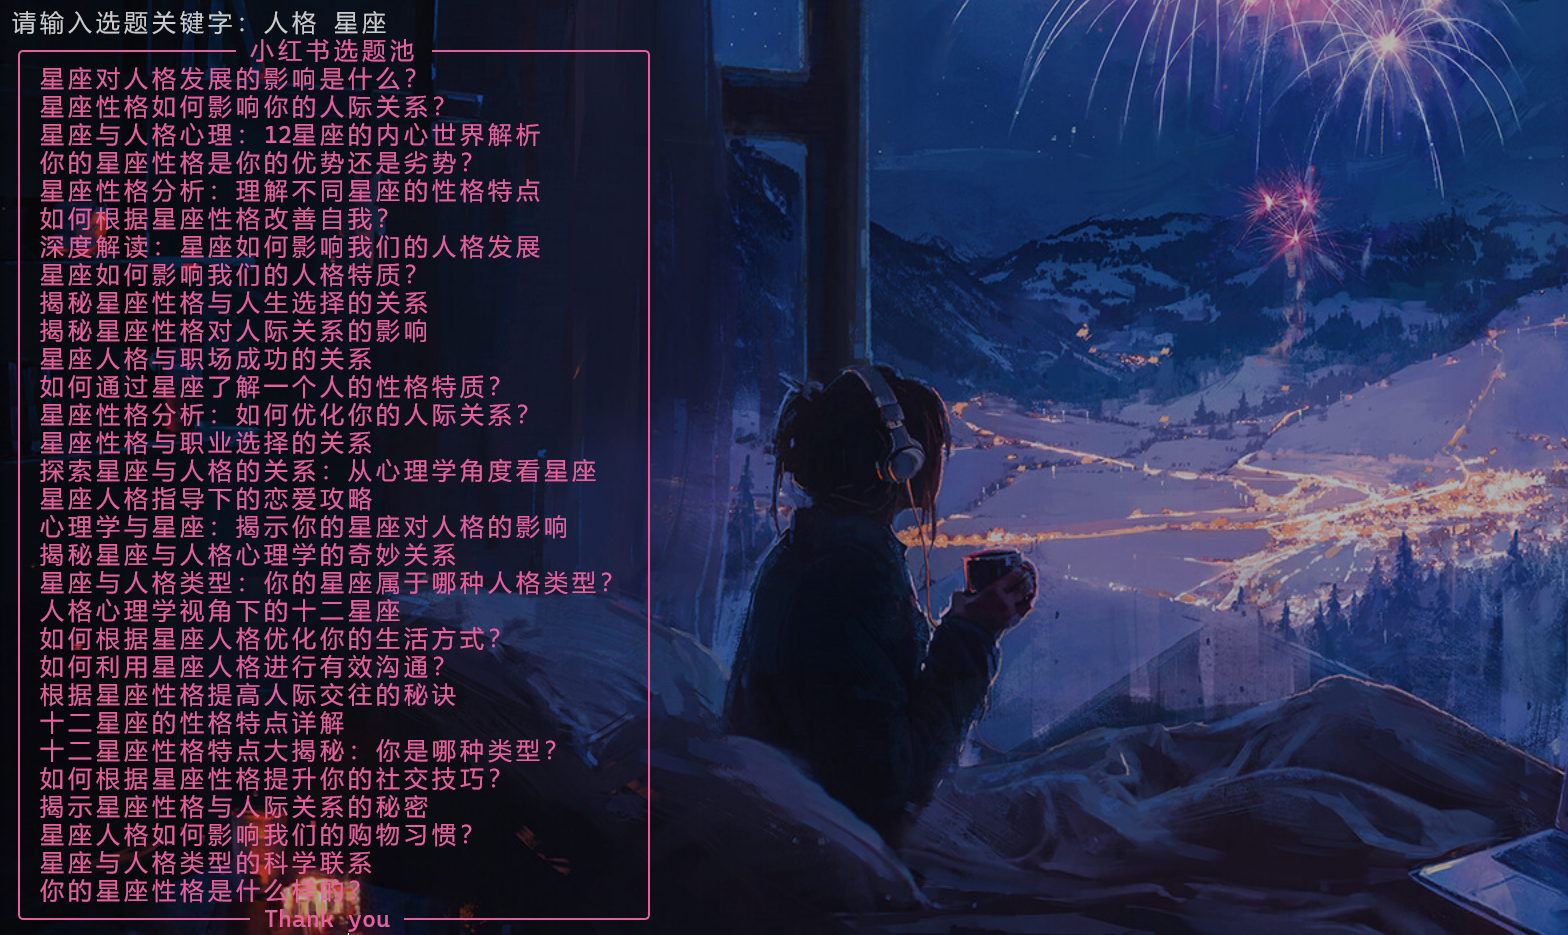 请输入选题关键字: 人格 星座
小红书选题池
星座对人格发展的影响是什么？
星座性格如何影响你的人际关系？
星座与人格心理：12星座的内心世界解析
你的星座性格是你的优势还是劣势？
星座性格分析：理解不同星座的性格特点
如何根据星座性格改善自我？
深度解读：星座如何影响我们的人格发展
星座如何影响我们的人格特质？
揭秘星座性格与人生选择的关系
揭秘星座性格对人际关系的影响
星座人格与职场成功的关系
如何通过星座了解一个人的性格特质？
星座性格分析：如何优化你的人际关系？
星座性格与职业选择的关系
探索星座与人格的关系：从心理学角度看星座
星座人格指导下的恋爱攻略
心理学与星座：揭示你的星座对人格的影响
揭秘星座与人格心理学的奇妙关系
星座与人格类型：你的星座属于哪种人格类型？
人格心理学视角下的十二星座
如何根据星座人格优化你的生活方式？
如何利用星座人格进行有效沟通？
根据星座性格提高人际交往的秘诀
十二星座的性格特点详解
十二星座性格特点大揭秘：你是哪种类型？
如何根据星座性格提升你的社交技巧？
揭示星座性格与人际关系的秘密
星座人格如何影响我们的购物习惯？
星座与人格类型的科学联系
你的星座性格是什么样的？
Thank you